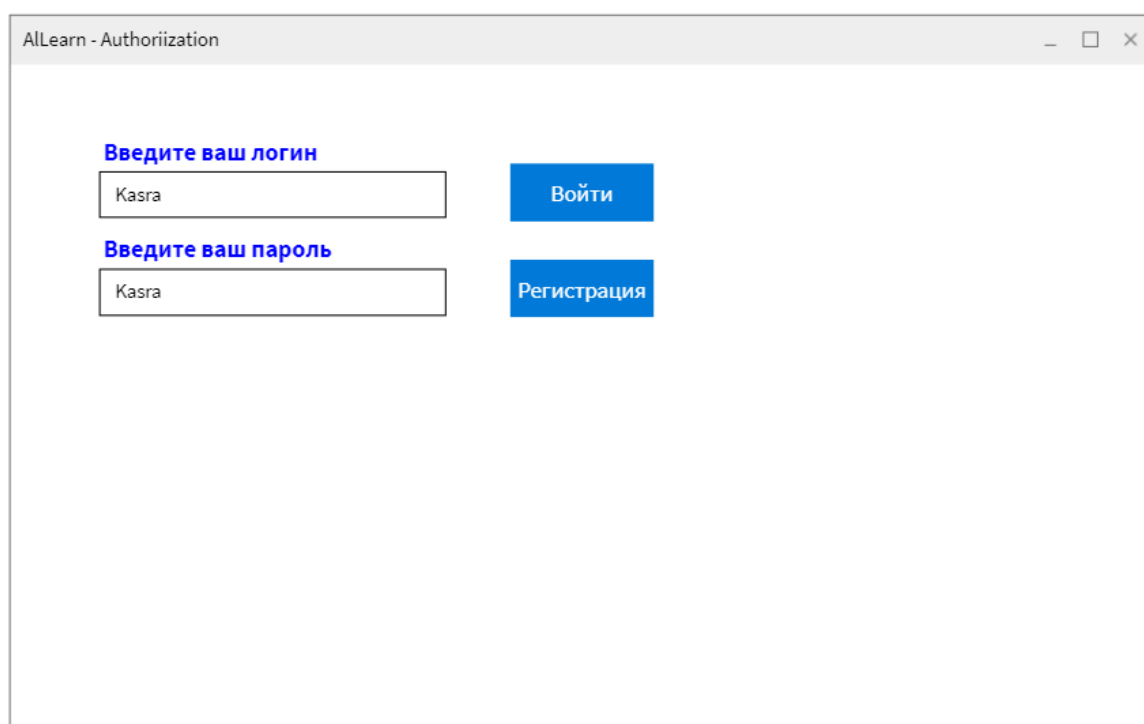 AlLearn - Authoriization
Введите ваш логин
Kasra
Войти
Введите ваш пароль
Kasra
Регистрация